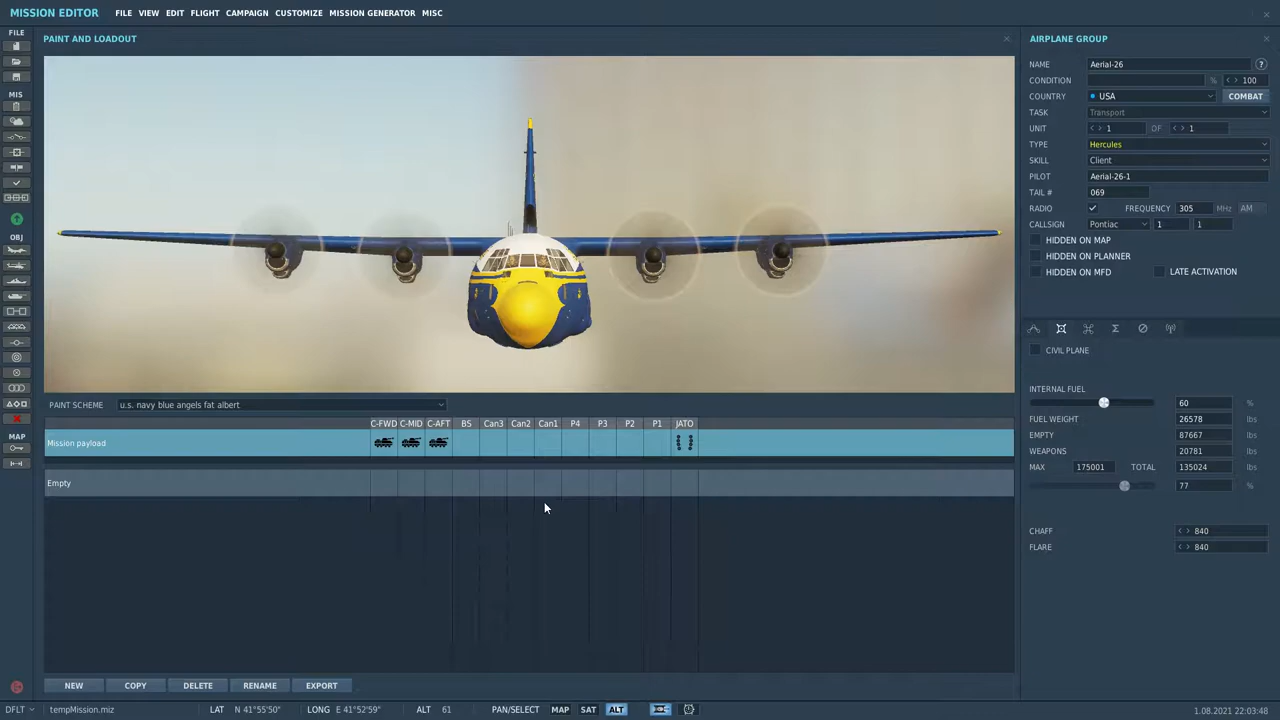 MISSION EDITOR FILE VIEW EDIT FLIGHT CAMPAIGN CUSTOMIZE MISSION GENERATOR MISC
FILE
MIS
OBJ
MAP
PAINT AND LOADOUT
PAINT SCHEME u.s. navy blue angels fat albert
C-FWD C-MID C-AFT BS Can3 Can2 Can1 P4 P3 P2 P1 JATO
Mission payload
Empty
NEW COPY DELETE RENAME EXPORT
AIRPLANE GROUP
NAME Aerial-26 ?
CONDITION % < > 100
COUNTRY USA COMBAT
TASK Transport
UNIT < > 1 OF < > 1
TYPE Hercules
SKILL Client
PILOT Aerial-26-1
TAIL # 069
RADIO FREQUENCY 305 MHz AM
CALLSIGN Pontiac 1 1
HIDDEN ON MAP
HIDDEN ON PLANNER
HIDDEN ON MFD LATE ACTIVATION
CIVIL PLANE
INTERNAL FUEL
60 %
FUEL WEIGHT 26578 lbs
EMPTY 87667 lbs
WEAPONS 20781 lbs
MAX 175001 TOTAL 135024 lbs
77 %
CHAFF < > 840
FLARE < > 840
DFLT tempMission.miz LAT N 41°55'50" LONG E 41°52'59" ALT 61 PAN/SELECT MAP SAT ALT 1.08.2021 22:03:48